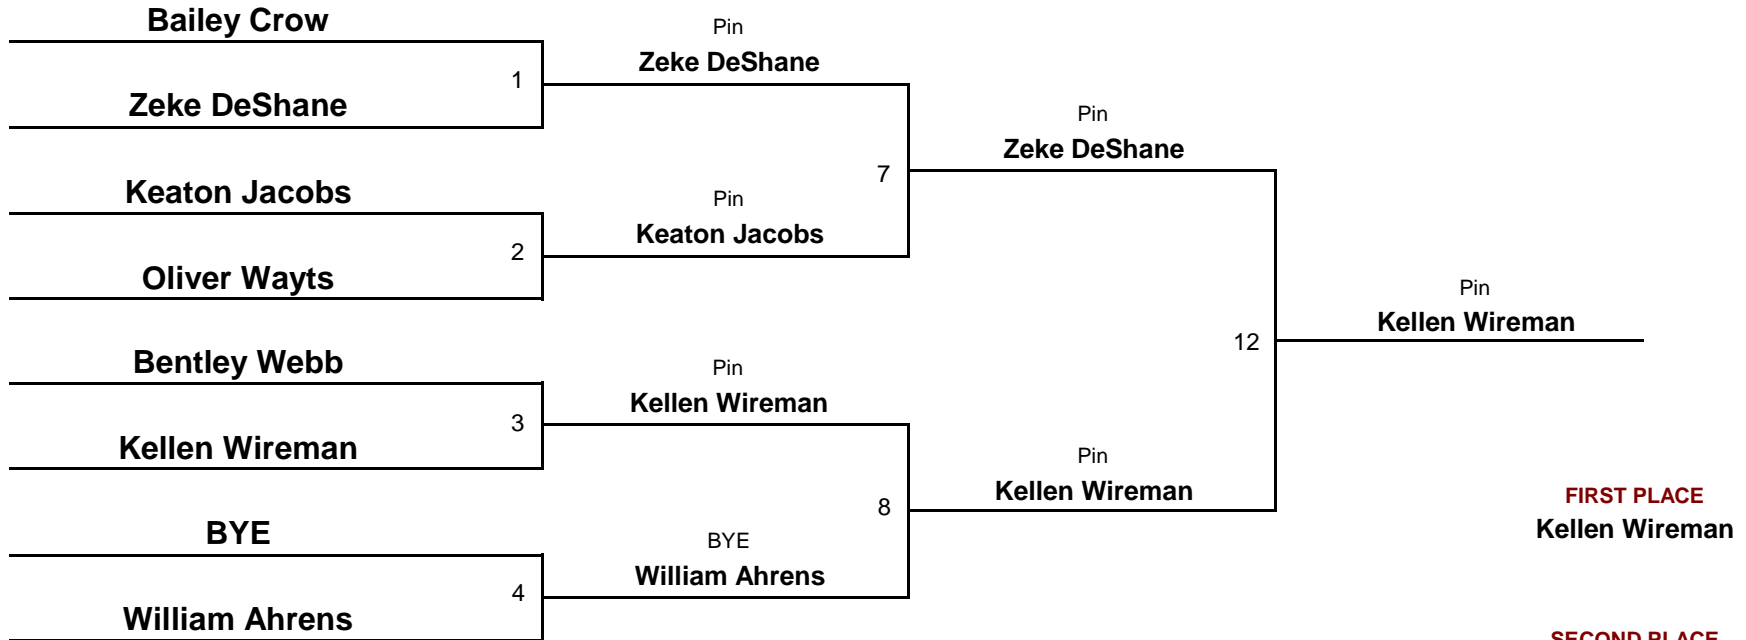 Bailey Crow
Pin
Zeke DeShane
1
Zeke DeShane
Pin
Zeke DeShane
Keaton Jacobs
7
Pin
Keaton Jacobs
2
Oliver Wayts
Pin
Kellen Wireman
12
Bentley Webb
Pin
Kellen Wireman
3
Kellen Wireman
Pin
Kellen Wireman
8
FIRST PLACE
Kellen Wireman
BYE
BYE
William Ahrens
4
William Ahrens
SECOND PLACE